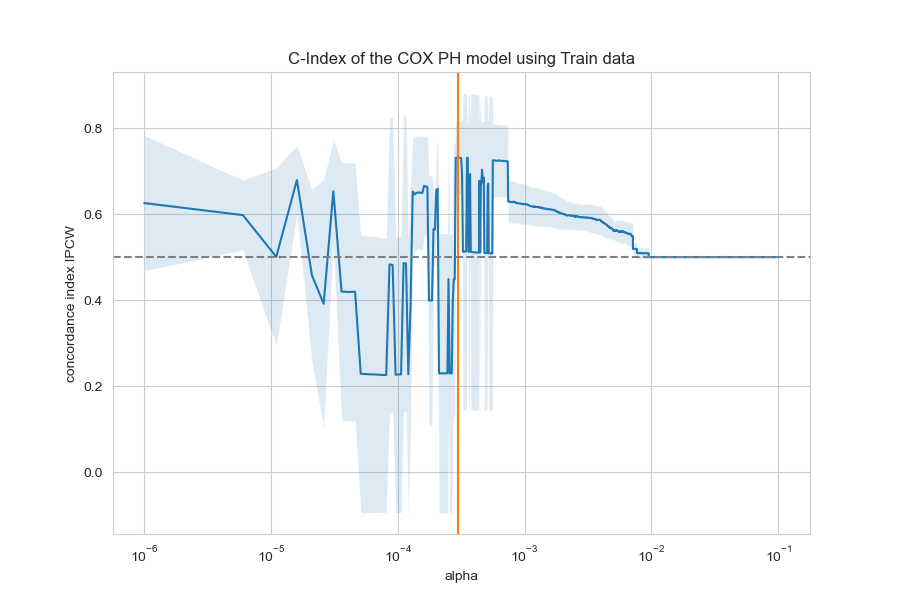 C-Index of the COX PH model using Train data
concordance index IPCW
0.8
0.6
0.4
0.2
0.0
10⁻⁶ 10⁻⁵ 10⁻⁴ 10⁻³ 10⁻² 10⁻¹
alpha